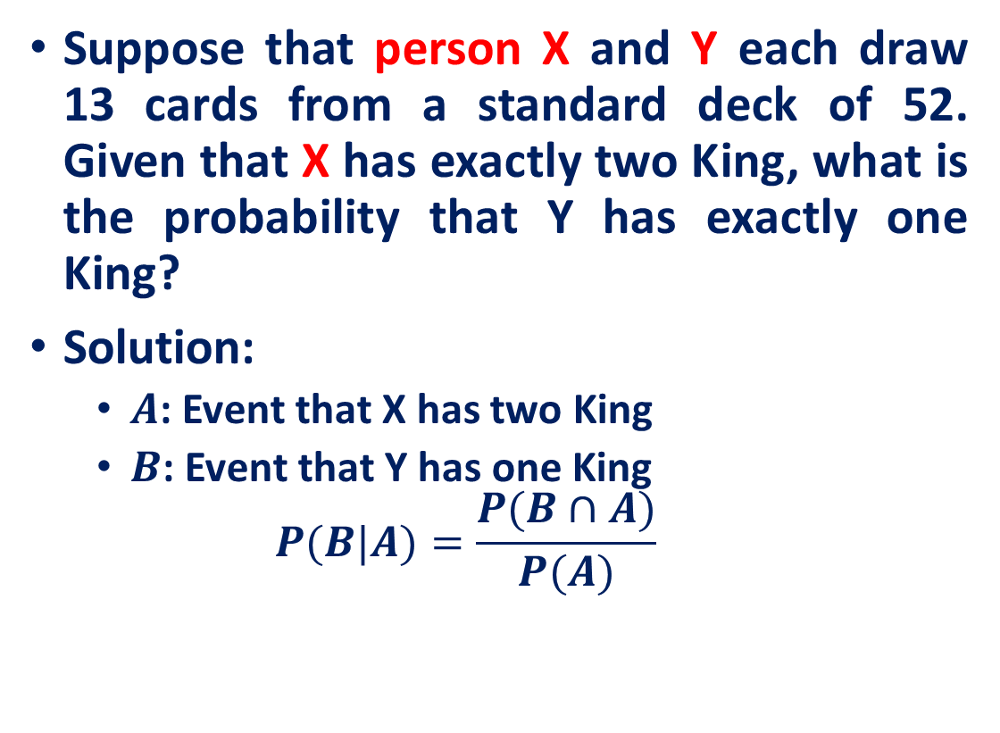 • Suppose that person X and Y each draw
13 cards from a standard deck of 52.
Given that X has exactly two King, what is
the probability that Y has exactly one
King?
• Solution:
• A: Event that X has two King
• B: Event that Y has one King
P(B|A) = P(B ∩ A) / P(A)